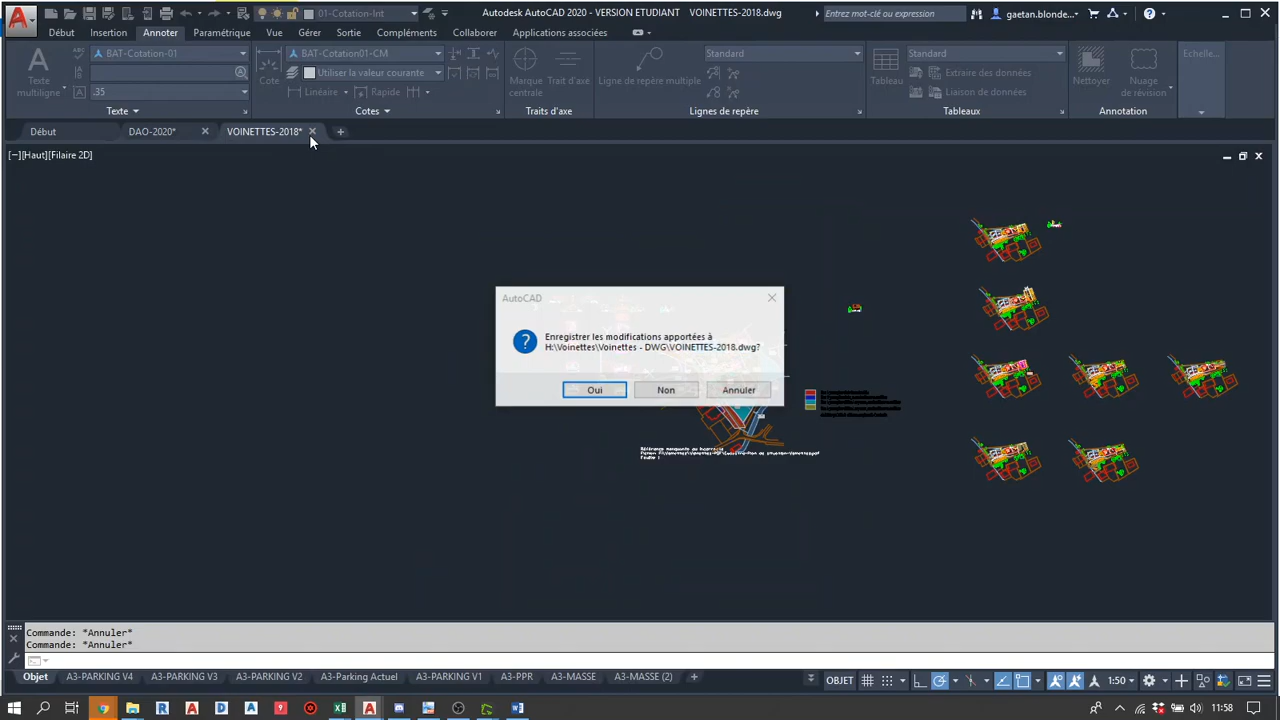 01-Cotation-Int
Autodesk AutoCAD 2020 - VERSION ETUDIANT VOINETTES-2018.dwg
Entrez mot-clé ou expression
gaetan.blonde...
Début Insertion Annoter Paramétrique Vue Gérer Sortie Compléments Collaborer Applications associées
BAT-Cotation-01
BAT-Cotation01-CM
Standard
Standard
Echelle...
Texte multiligne
Cote
Utiliser la valeur courante
Marque centrale
Trait d'axe
Ligne de repère multiple
Tableau
Extraire des données
Nettoyer
Nuage de révision
.35
Linéaire
Rapide
Liaison de données
Texte
Cotes
Traits d'axe
Lignes de repère
Tableaux
Annotation
Début
DAO-2020*
VOINETTES-2018*
[−][Haut][Filaire 2D]
AutoCAD
Enregistrer les modifications apportées à
H:\Voinettes\Voinettes - DWG\VOINETTES-2018.dwg?
Oui
Non
Annuler
Commande: *Annuler*
Commande: *Annuler*
Objet A3-PARKING V4 A3-PARKING V3 A3-PARKING V2 A3-Parking Actuel A3-PARKING V1 A3-PPR A3-MASSE A3-MASSE (2)
OBJET
1:50
11:58